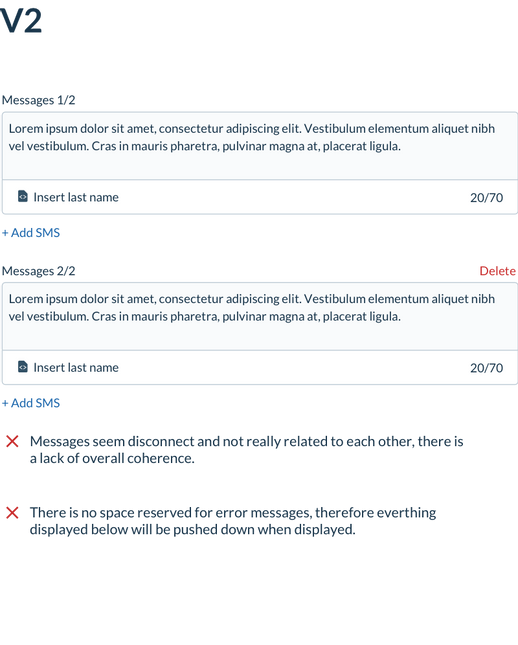 V2
Messages 1/2
Lorem ipsum dolor sit amet, consectetur adipiscing elit. Vestibulum elementum aliquet nibh
vel vestibulum. Cras in mauris pharetra, pulvinar magna at, placerat ligula.
Insert last name 20/70
+ Add SMS
Messages 2/2 Delete
Lorem ipsum dolor sit amet, consectetur adipiscing elit. Vestibulum elementum aliquet nibh
vel vestibulum. Cras in mauris pharetra, pulvinar magna at, placerat ligula.
Insert last name 20/70
+ Add SMS
Messages seem disconnect and not really related to each other, there is
a lack of overall coherence.
There is no space reserved for error messages, therefore everthing
displayed below will be pushed down when displayed.